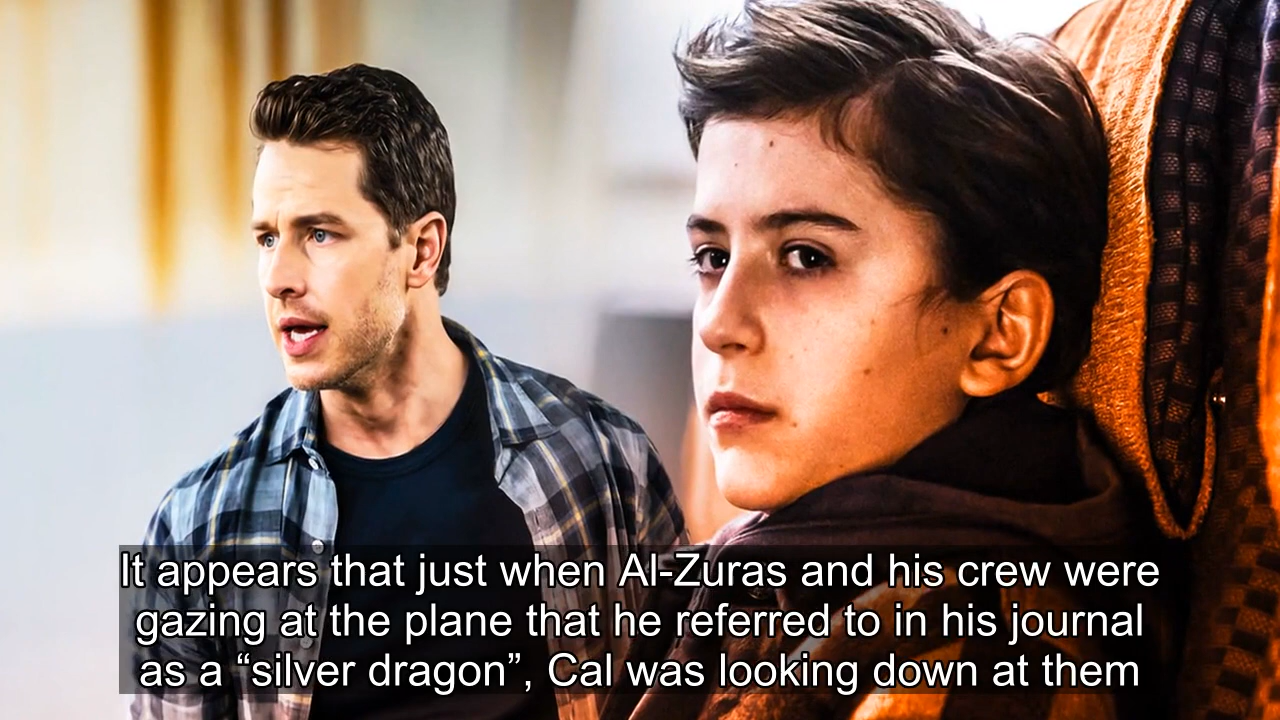 It appears that just when Al-Zuras and his crew were
gazing at the plane that he referred to in his journal
as a “silver dragon”, Cal was looking down at them